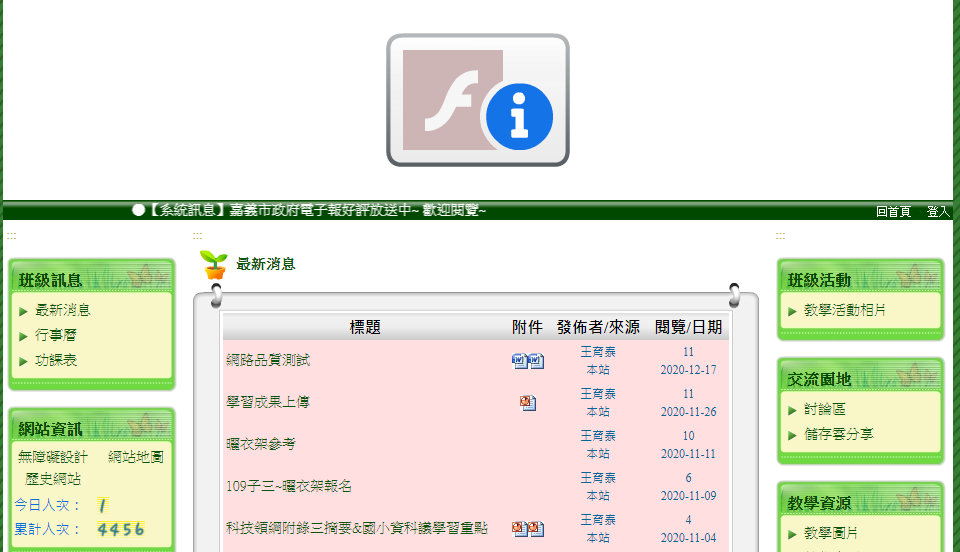 ●【系統訊息】嘉義市政府電子報好評放送中~ 歡迎閱覽~
回首頁 登入
:::
班級訊息
最新消息
行事曆
功課表
網站資訊
無障礙設計 網站地圖
歷史網站
今日人次： 1
累計人次： 4456
:::
最新消息
標題 附件 發佈者/來源 閱覽/日期
網路品質測試 王育泰 11
本站 2020-12-17
學習成果上傳 王育泰 11
本站 2020-11-26
曬衣架參考 王育泰 10
本站 2020-11-11
109子三~曬衣架報名 王育泰 6
本站 2020-11-09
科技領綱附錄三摘要&國小資科議學習重點 王育泰 4
本站 2020-11-04
:::
班級活動
教學活動相片
交流園地
討論區
儲存雲分享
教學資源
教學圖片